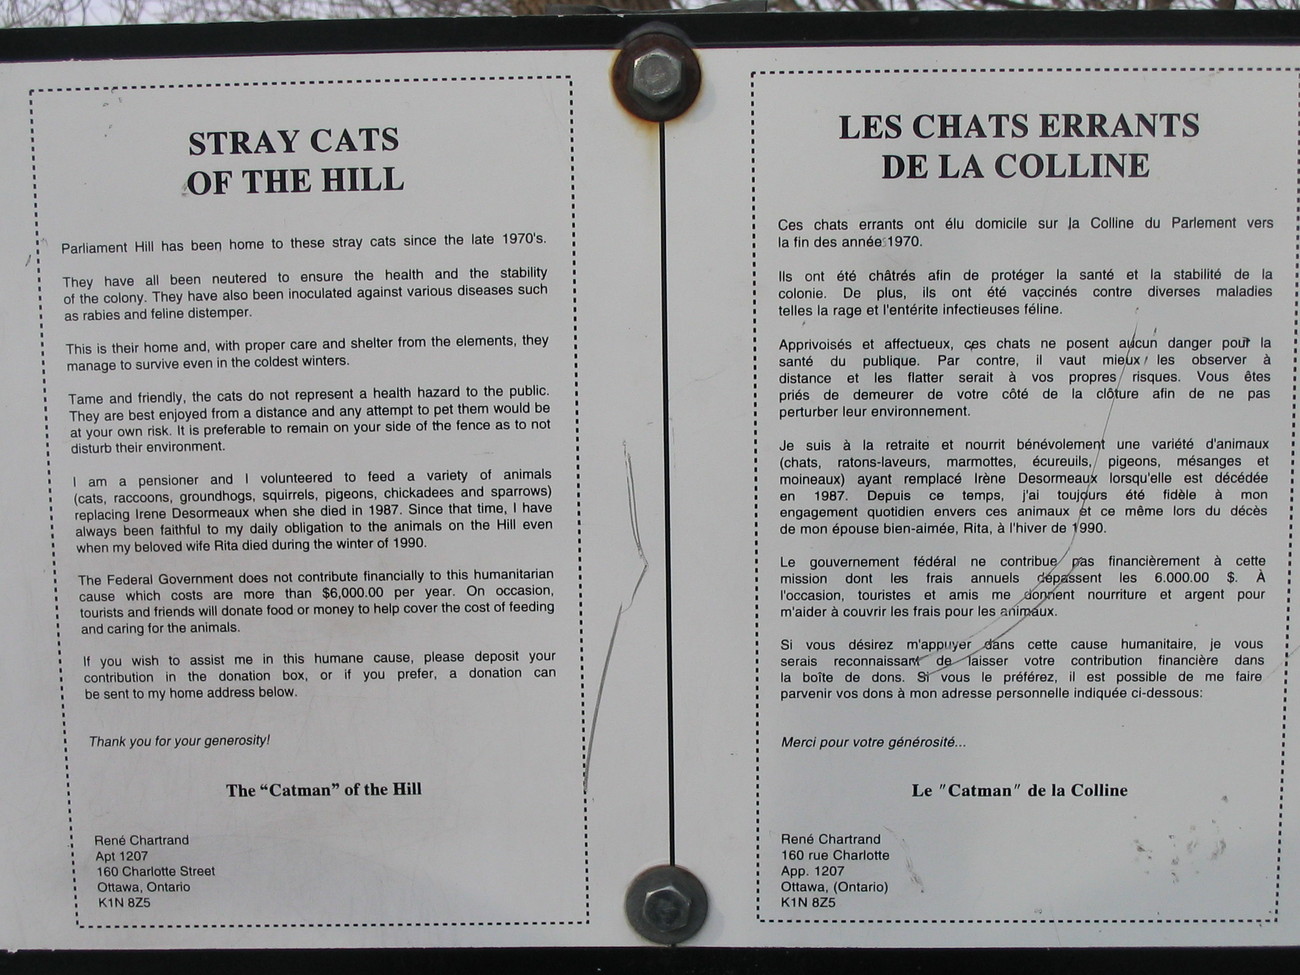 STRAY CATS
OF THE HILL
Parliament Hill has been home to these stray cats since the late 1970's.
They have all been neutered to ensure the health and the stability
of the colony. They have also been inoculated against various diseases such
as rabies and feline distemper.
This is their home and, with proper care and shelter from the elements, they
manage to survive even in the coldest winters.
Tame and friendly, the cats do not represent a health hazard to the public.
They are best enjoyed from a distance and any attempt to pet them would be
at your own risk. It is preferable to remain on your side of the fence as to not
disturb their environment.
I am a pensioner and I volunteered to feed a variety of animals
(cats, raccoons, groundhogs, squirrels, pigeons, chickadees and sparrows)
replacing Irene Desormeaux when she died in 1987. Since that time, I have
always been faithful to my daily obligation to the animals on the Hill even
when my beloved wife Rita died during the winter of 1990.
The Federal Government does not contribute financially to this humanitarian
cause which costs are more than $6,000.00 per year. On occasion,
tourists and friends will donate food or money to help cover the cost of feeding
and caring for the animals.
If you wish to assist me in this humane cause, please deposit your
contribution in the donation box, or if you prefer, a donation can
be sent to my home address below.
Thank you for your generosity!
The “Catman” of the Hill
René Chartrand
Apt 1207
160 Charlotte Street
Ottawa, Ontario
K1N 8Z5
LES CHATS ERRANTS
DE LA COLLINE
Ces chats errants ont élu domicile sur la Colline du Parlement vers
la fin des années 1970.
Ils ont été châtrés afin de protéger la santé et la stabilité de la
colonie. De plus, ils ont été vaccinés contre diverses maladies
telles la rage et l'entérite infectieuses féline.
Apprivoisés et affectueux, ces chats ne posent aucun danger pour la
santé du publique. Par contre, il vaut mieux les observer à
distance et les flatter serait à vos propres risques. Vous êtes
priés de demeurer de votre côté de la clôture afin de ne pas
perturber leur environnement.
Je suis à la retraite et nourrit bénévolement une variété d'animaux
(chats, ratons-laveurs, marmottes, écureuils, pigeons, mésanges et
moineaux) ayant remplacé Irène Desormeaux lorsqu'elle est décédée
en 1987. Depuis ce temps, j'ai toujours été fidèle à mon
engagement quotidien envers ces animaux et ce même lors du décès
de mon épouse bien-aimée, Rita, à l'hiver de 1990.
Le gouvernement fédéral ne contribue pas financièrement à cette
mission dont les frais annuels dépassent les 6.000.00 $. À
l'occasion, touristes et amis me donnent nourriture et argent pour
m'aider à couvrir les frais pour les animaux.
Si vous désirez m'appuyer dans cette cause humanitaire, je vous
serais reconnaissant de laisser votre contribution financière dans
la boîte de dons. Si vous le préférez, il est possible de me faire
parvenir vos dons à mon adresse personnelle indiquée ci-dessous:
Merci pour votre générosité...
Le "Catman" de la Colline
René Chartrand
160 rue Charlotte
App. 1207
Ottawa, (Ontario)
K1N 8Z5